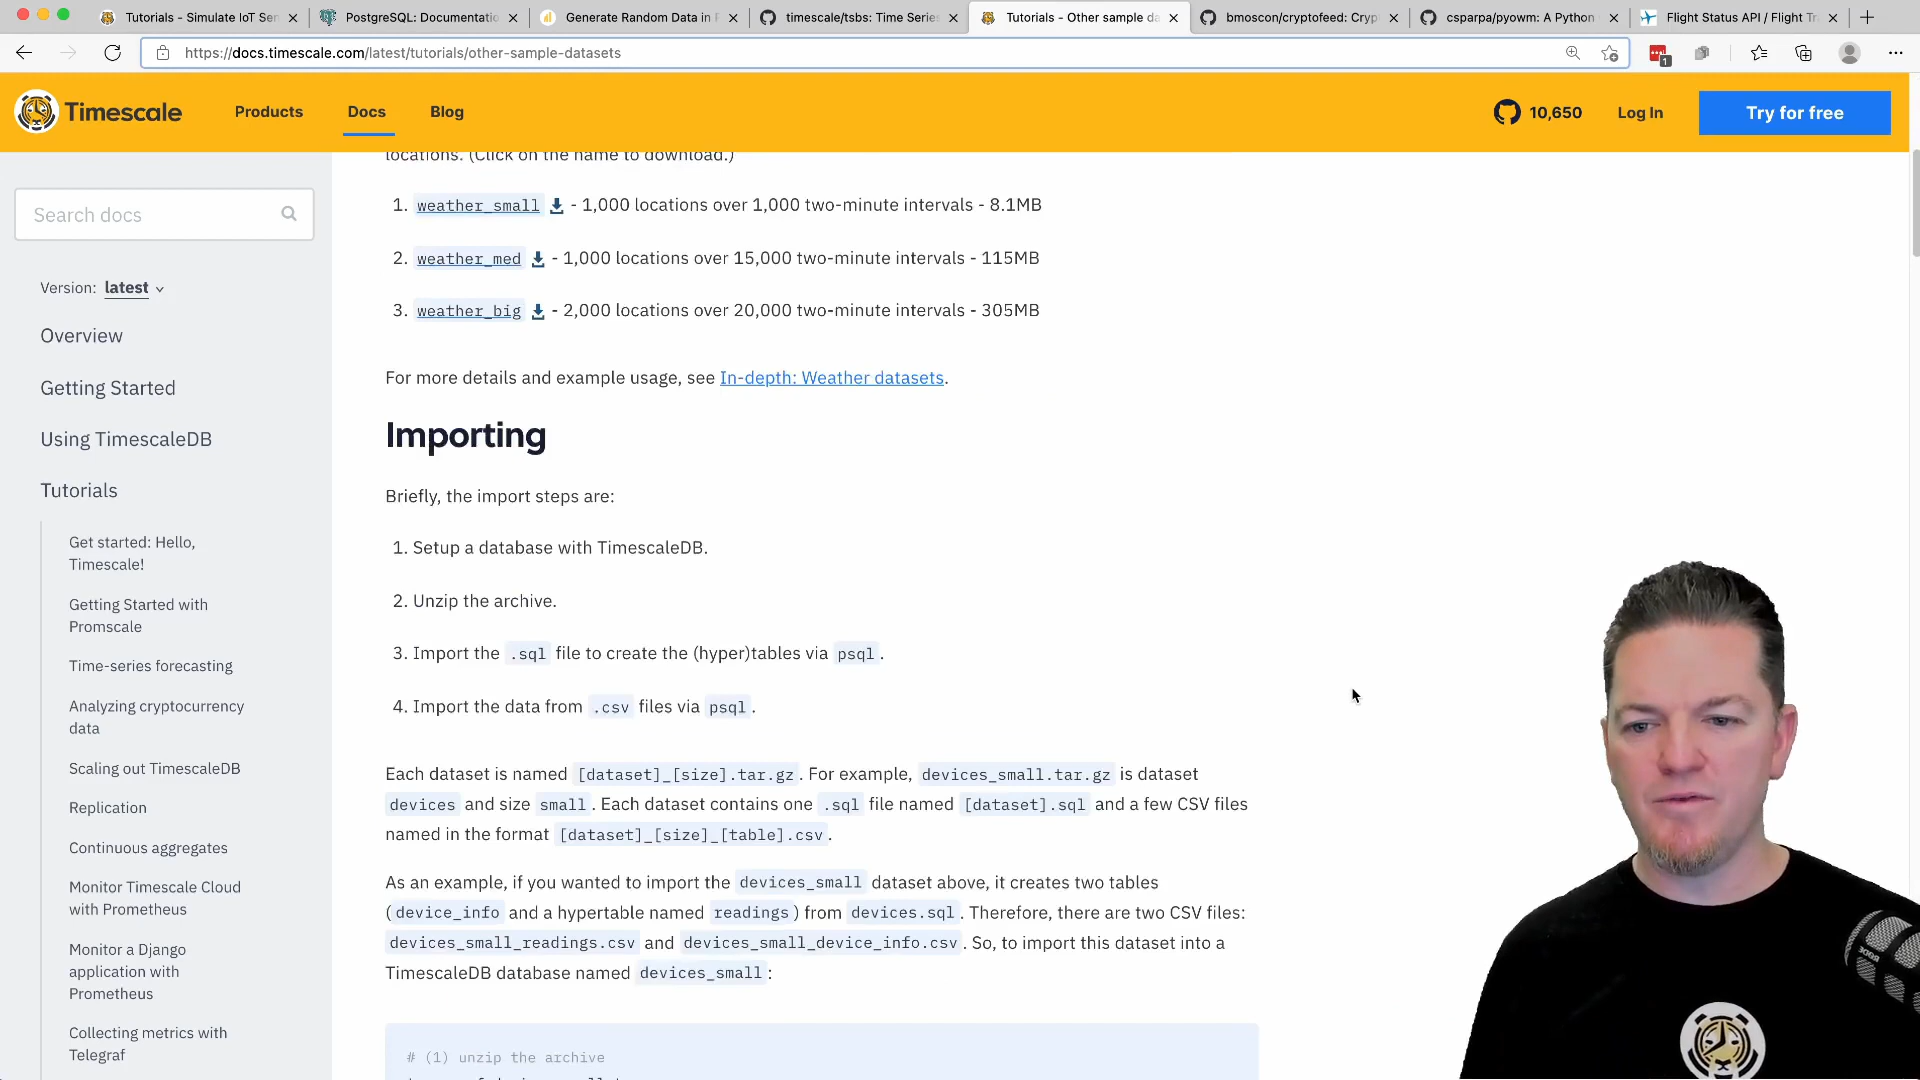 Tutorials - Simulate IoT Ser
PostgreSQL: Documentatio
Generate Random Data in
timescale/tsbs: Time Series
Tutorials - Other sample da
bmoscon/cryptofeed: Cryp
csparpa/pyowm: A Python
Flight Status API / Flight Tr
https://docs.timescale.com/latest/tutorials/other-sample-datasets
1
Timescale
Products
Docs
Blog
10,650
Log In
Try for free
Search docs
Version: latest
Overview
Getting Started
Using TimescaleDB
Tutorials
Get started: Hello,
Timescale!
Getting Started with
Promscale
Time-series forecasting
Analyzing cryptocurrency
data
Scaling out TimescaleDB
Replication
Continuous aggregates
Monitor Timescale Cloud
with Prometheus
Monitor a Django
application with
Prometheus
Collecting metrics with
Telegraf
locations. (Click on the name to download.)
1. weather_small - 1,000 locations over 1,000 two-minute intervals - 8.1MB
2. weather_med - 1,000 locations over 15,000 two-minute intervals - 115MB
3. weather_big - 2,000 locations over 20,000 two-minute intervals - 305MB
For more details and example usage, see In-depth: Weather datasets.
Importing
Briefly, the import steps are:
1. Setup a database with TimescaleDB.
2. Unzip the archive.
3. Import the .sql file to create the (hyper)tables via psql.
4. Import the data from .csv files via psql.
Each dataset is named [dataset]_[size].tar.gz. For example, devices_small.tar.gz is dataset
devices and size small. Each dataset contains one .sql file named [dataset].sql and a few CSV files
named in the format [dataset]_[size]_[table].csv.
As an example, if you wanted to import the devices_small dataset above, it creates two tables
(device_info and a hypertable named readings) from devices.sql. Therefore, there are two CSV files:
devices_small_readings.csv and devices_small_device_info.csv. So, to import this dataset into a
TimescaleDB database named devices_small:
# (1) unzip the archive
RODE